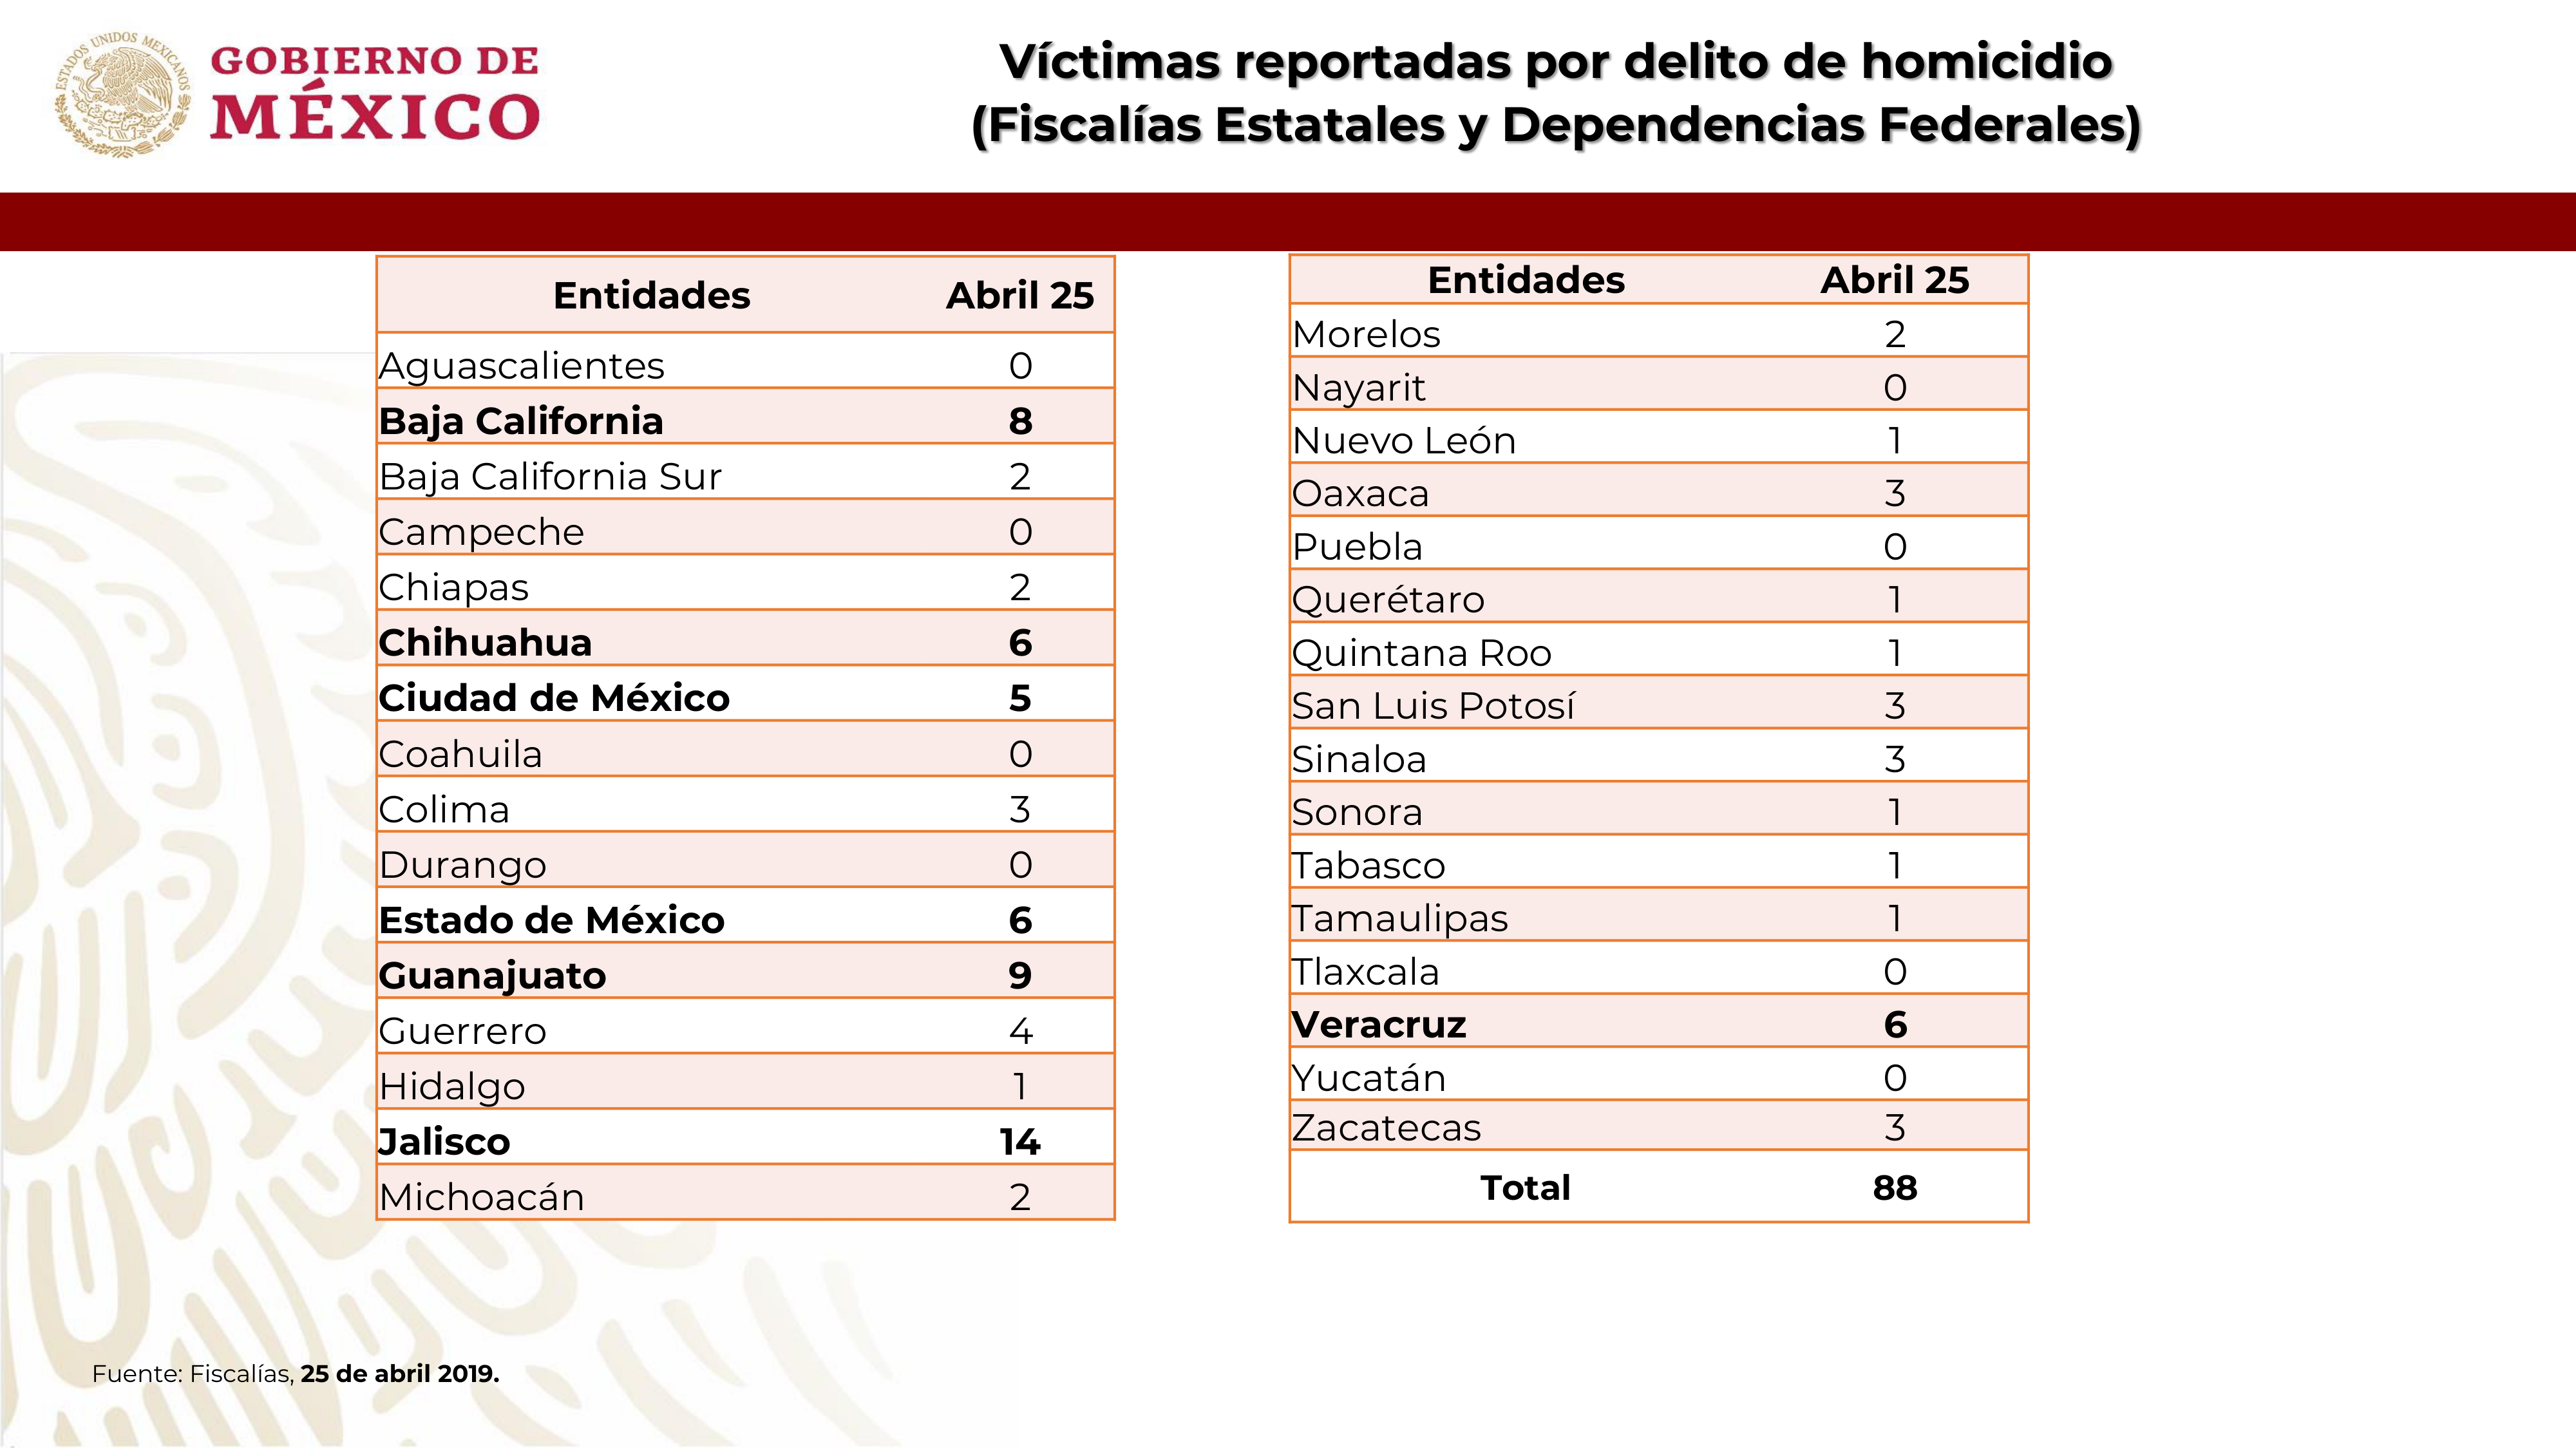 ESTADOS UNIDOS MEXICANOS
GOBIERNO DE
MÉXICO
Víctimas reportadas por delito de homicidio
(Fiscalías Estatales y Dependencias Federales)
Entidades Abril 25
Aguascalientes 0
Baja California 8
Baja California Sur 2
Campeche 0
Chiapas 2
Chihuahua 6
Ciudad de México 5
Coahuila 0
Colima 3
Durango 0
Estado de México 6
Guanajuato 9
Guerrero 4
Hidalgo 1
Jalisco 14
Michoacán 2
Entidades Abril 25
Morelos 2
Nayarit 0
Nuevo León 1
Oaxaca 3
Puebla 0
Querétaro 1
Quintana Roo 1
San Luis Potosí 3
Sinaloa 3
Sonora 1
Tabasco 1
Tamaulipas 1
Tlaxcala 0
Veracruz 6
Yucatán 0
Zacatecas 3
Total 88
Fuente: Fiscalías, 25 de abril 2019.